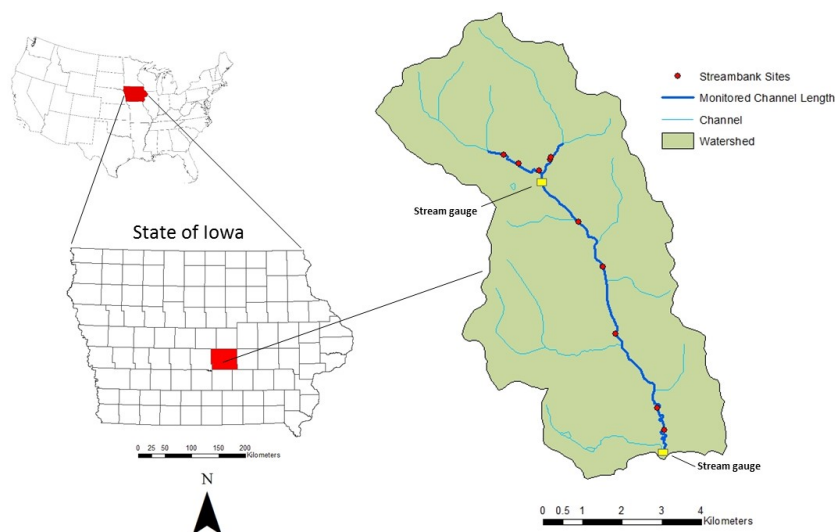 Streambank Sites
Monitored Channel Length
Channel
Watershed
Stream gauge
State of Iowa
0 25 50 100 150 200
Kilometers
N
Stream gauge
0 0.5 1 2 3 4
Kilometers